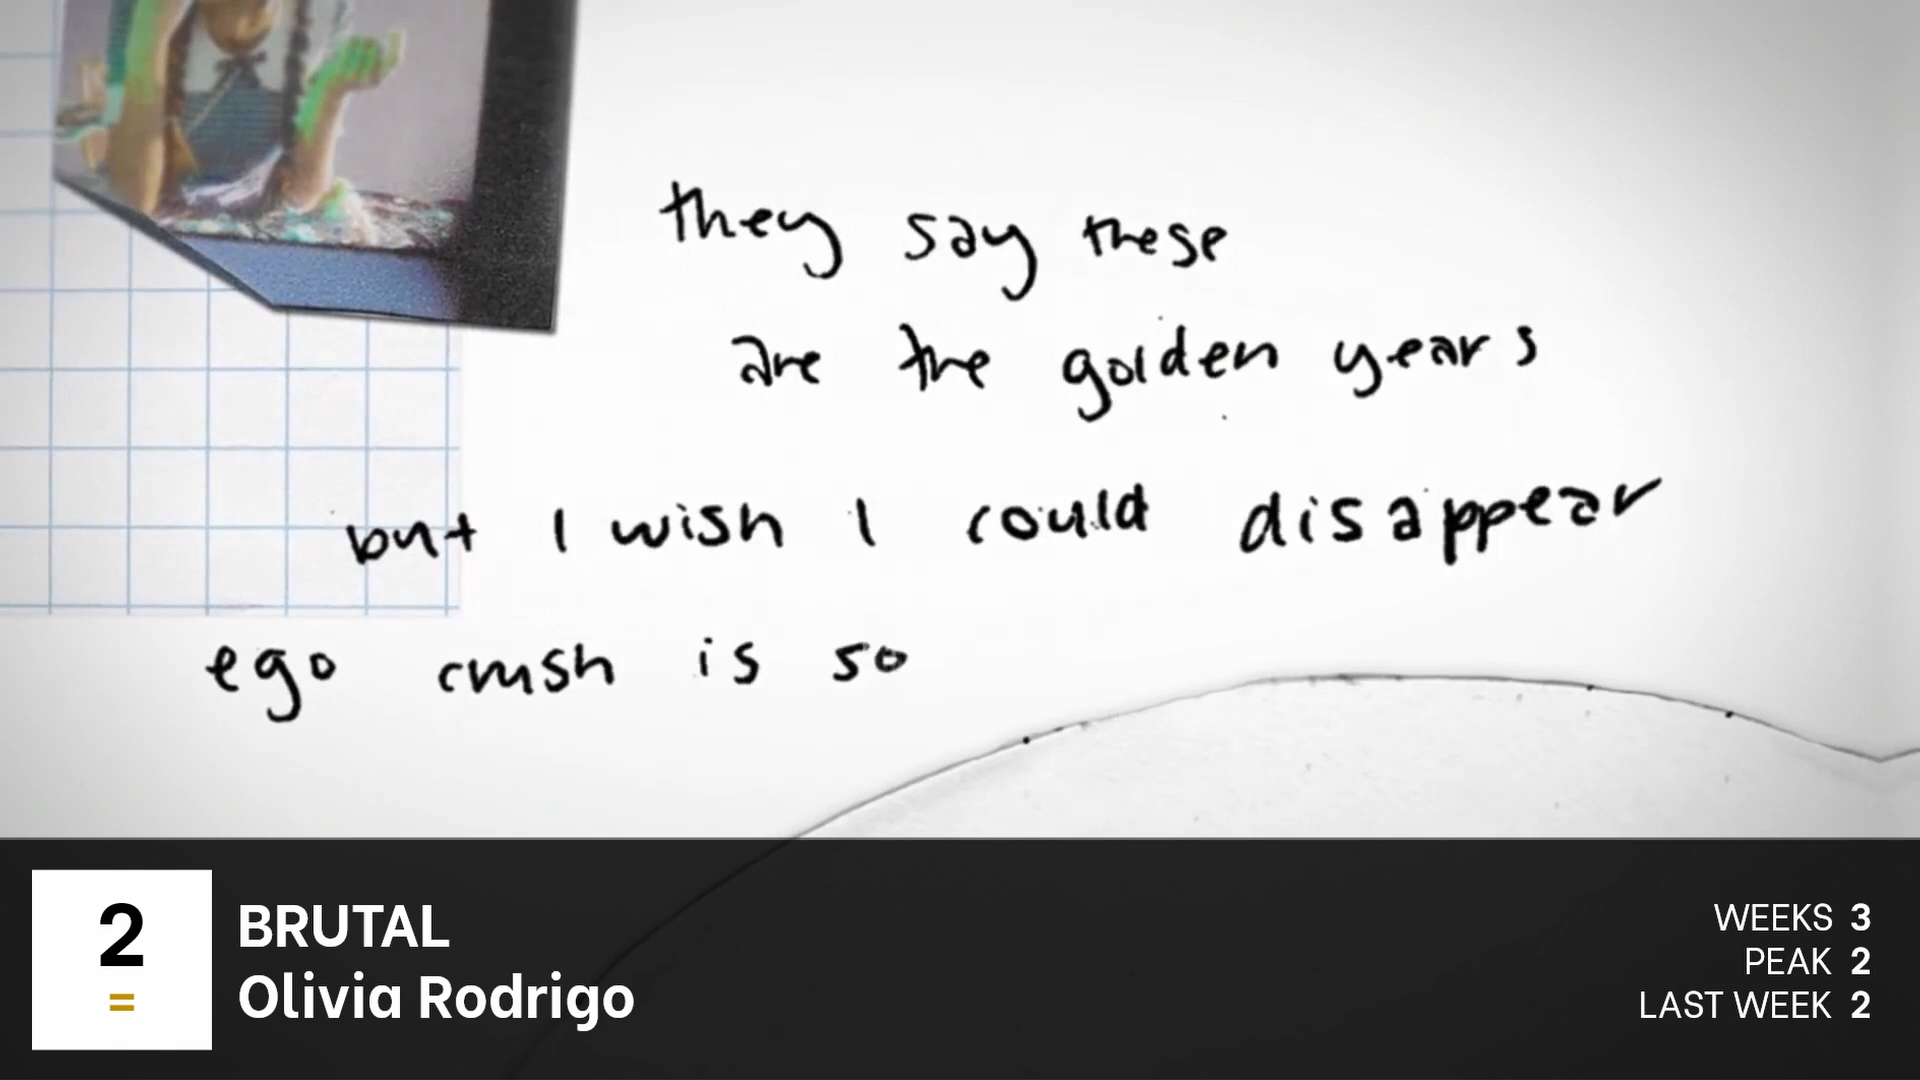 they say these
are the golden years
but I wish I could disappear
ego crush is so
2
=
BRUTAL
Olivia Rodrigo
WEEKS 3
PEAK 2
LAST WEEK 2